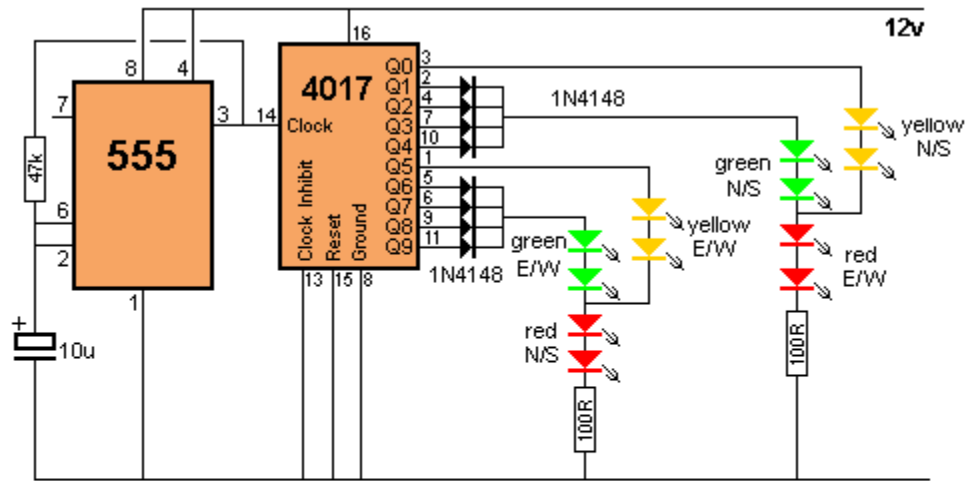 12v
8
4
16
7
555
3
14
4017
Clock
Clock Inhibit
Reset
Ground
Q0
Q1
Q2
Q3
Q4
Q5
Q6
Q7
Q8
Q9
3
2
4
7
10
1
5
6
9
11
1N4148
1N4148
47k
6
2
1
13
15
8
+
10u
green
E/W
yellow
E/W
red
N/S
100R
green
N/S
yellow
N/S
red
E/W
100R